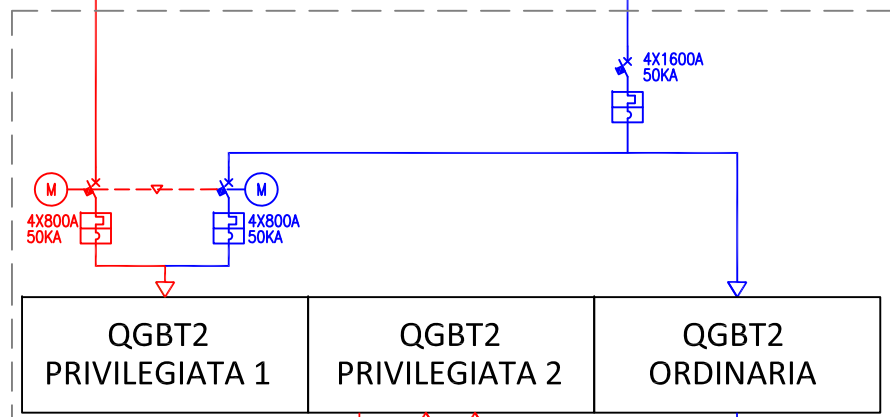 4X1600A
50KA
M
M
4X800A
50KA
4X800A
50KA
QGBT2
PRIVILEGIATA 1
QGBT2
PRIVILEGIATA 2
QGBT2
ORDINARIA